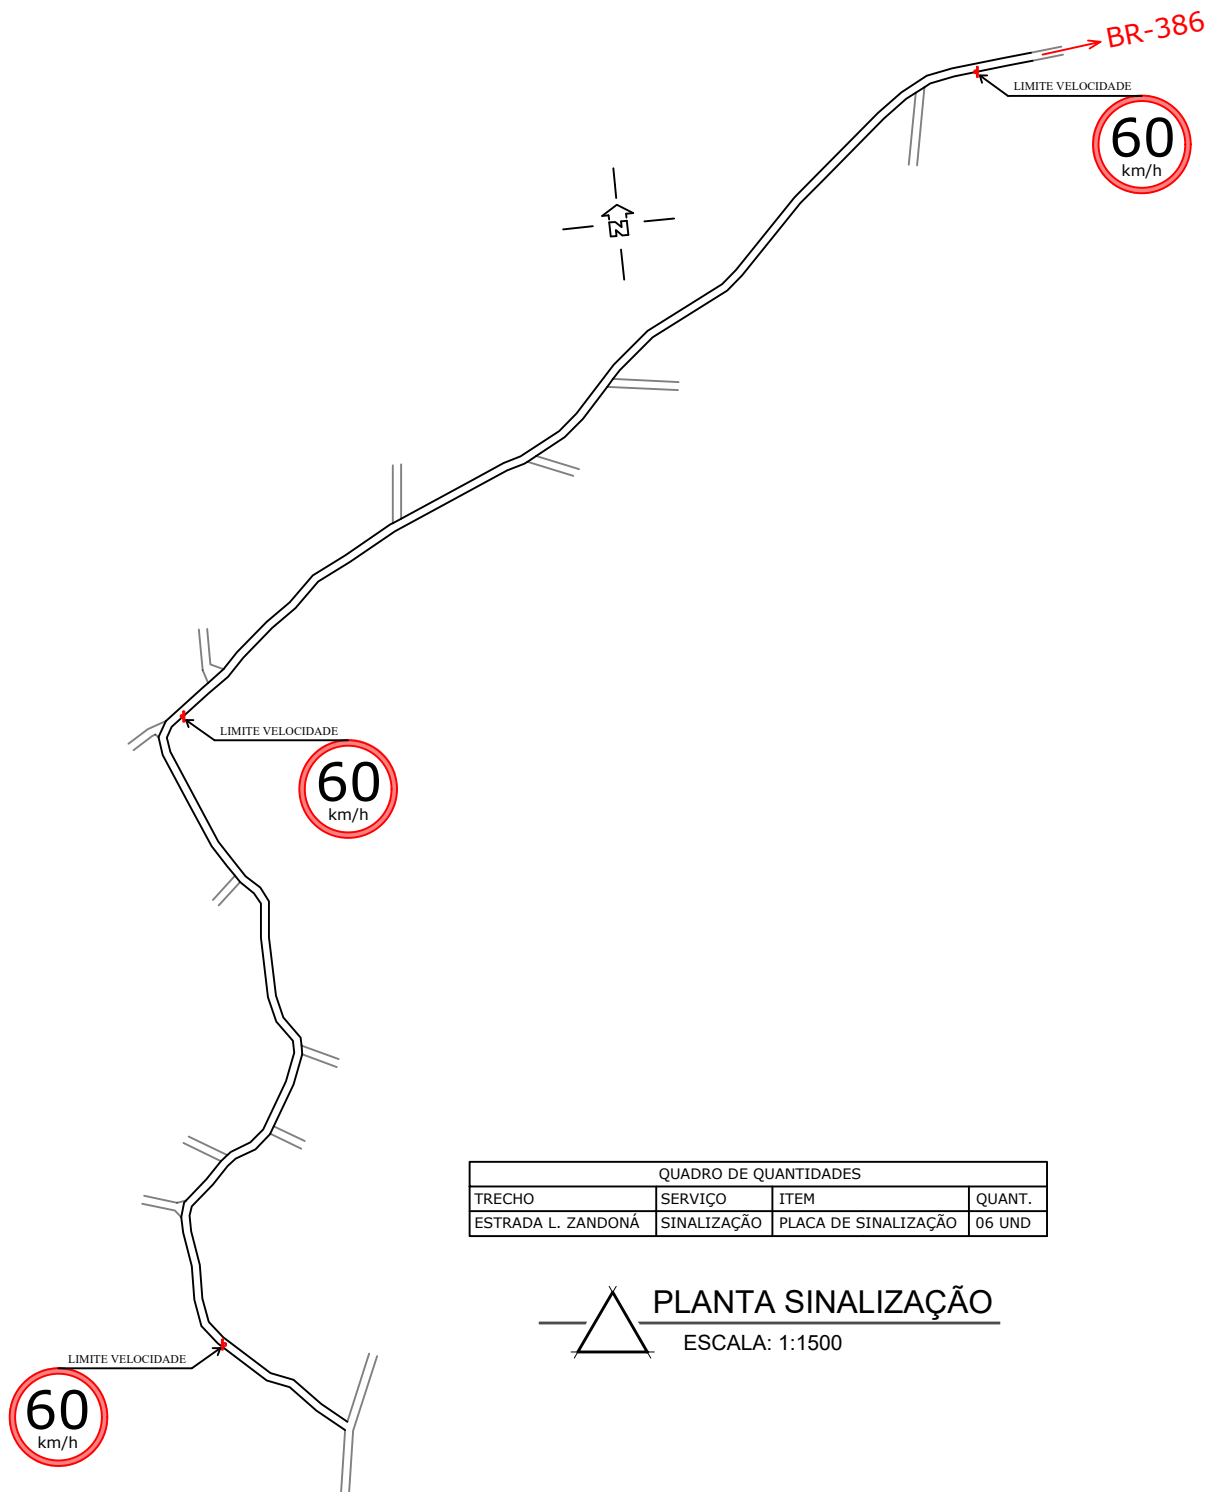 BR-386
LIMITE VELOCIDADE
60
km/h
N
LIMITE VELOCIDADE
60
km/h
QUADRO DE QUANTIDADES
TRECHO SERVIÇO ITEM QUANT.
ESTRADA L. ZANDONÁ SINALIZAÇÃO PLACA DE SINALIZAÇÃO 06 UND
PLANTA SINALIZAÇÃO
ESCALA: 1:1500
LIMITE VELOCIDADE
60
km/h